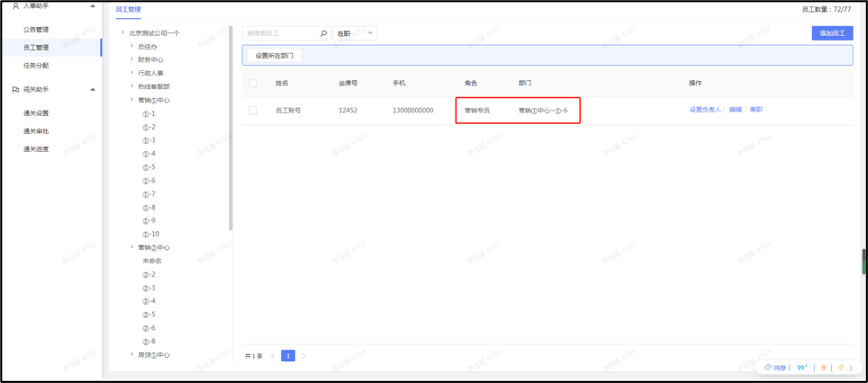 人事助手
公告管理
员工管理
任务分配
闯关助手
通关设置
通关审批
通关进度
员工管理
员工数量：72/77
北京测试公司一个
总经办
财务中心
行政人事
热线客服部
营销①中心
①-1
①-2
①-3
①-4
①-5
①-6
①-7
①-8
①-9
①-10
营销②中心
未命名
②-2
②-3
②-4
②-5
②-6
②-8
房贷①中心
请搜索员工
在职
添加员工
设置所在部门
姓名 坐席号 手机 角色 部门 操作
员工账号 12452 13000000000 营销专员 营销①中心-①-6 设置负责人 编辑 离职
共 1 条 1
消息 ( 99+ | 0 | 0 )